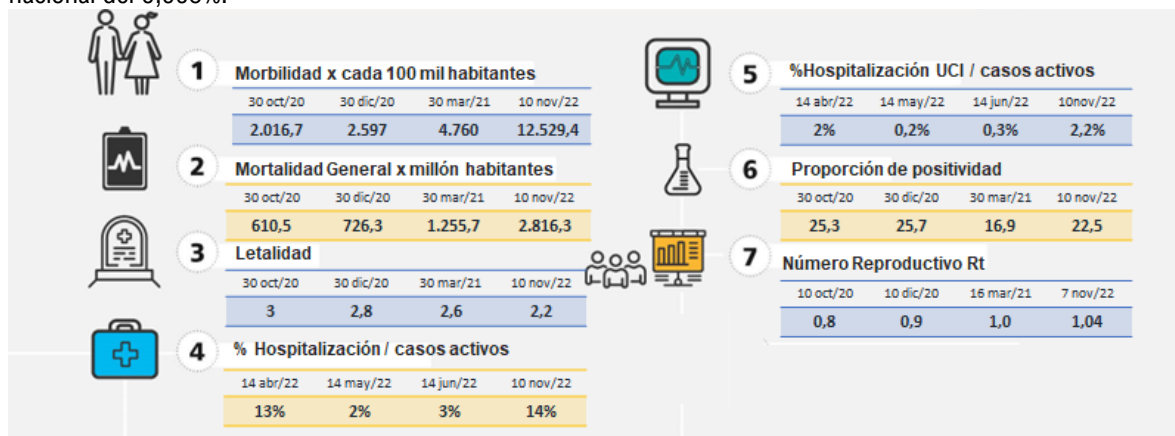 nacional del 0,005%.
1
Morbilidad x cada 100 mil habitantes
30 oct/20 30 dic/20 30 mar/21 10 nov/22
2.016,7 2.597 4.760 12.529,4
2
Mortalidad General x millón habitantes
30 oct/20 30 dic/20 30 mar/21 10 nov/22
610,5 726,3 1.255,7 2.816,3
3
Letalidad
30 oct/20 30 dic/20 30 mar/21 10 nov/22
3 2,8 2,6 2,2
4
% Hospitalización / casos activos
14 abr/22 14 may/22 14 jun/22 10 nov/22
13% 2% 3% 14%
5
%Hospitalización UCI / casos activos
14 abr/22 14 may/22 14 jun/22 10nov/22
2% 0,2% 0,3% 2,2%
6
Proporción de positividad
30 oct/20 30 dic/20 30 mar/21 10 nov/22
25,3 25,7 16,9 22,5
7
Número Reproductivo Rt
10 oct/20 10 dic/20 16 mar/21 7 nov/22
0,8 0,9 1,0 1,04